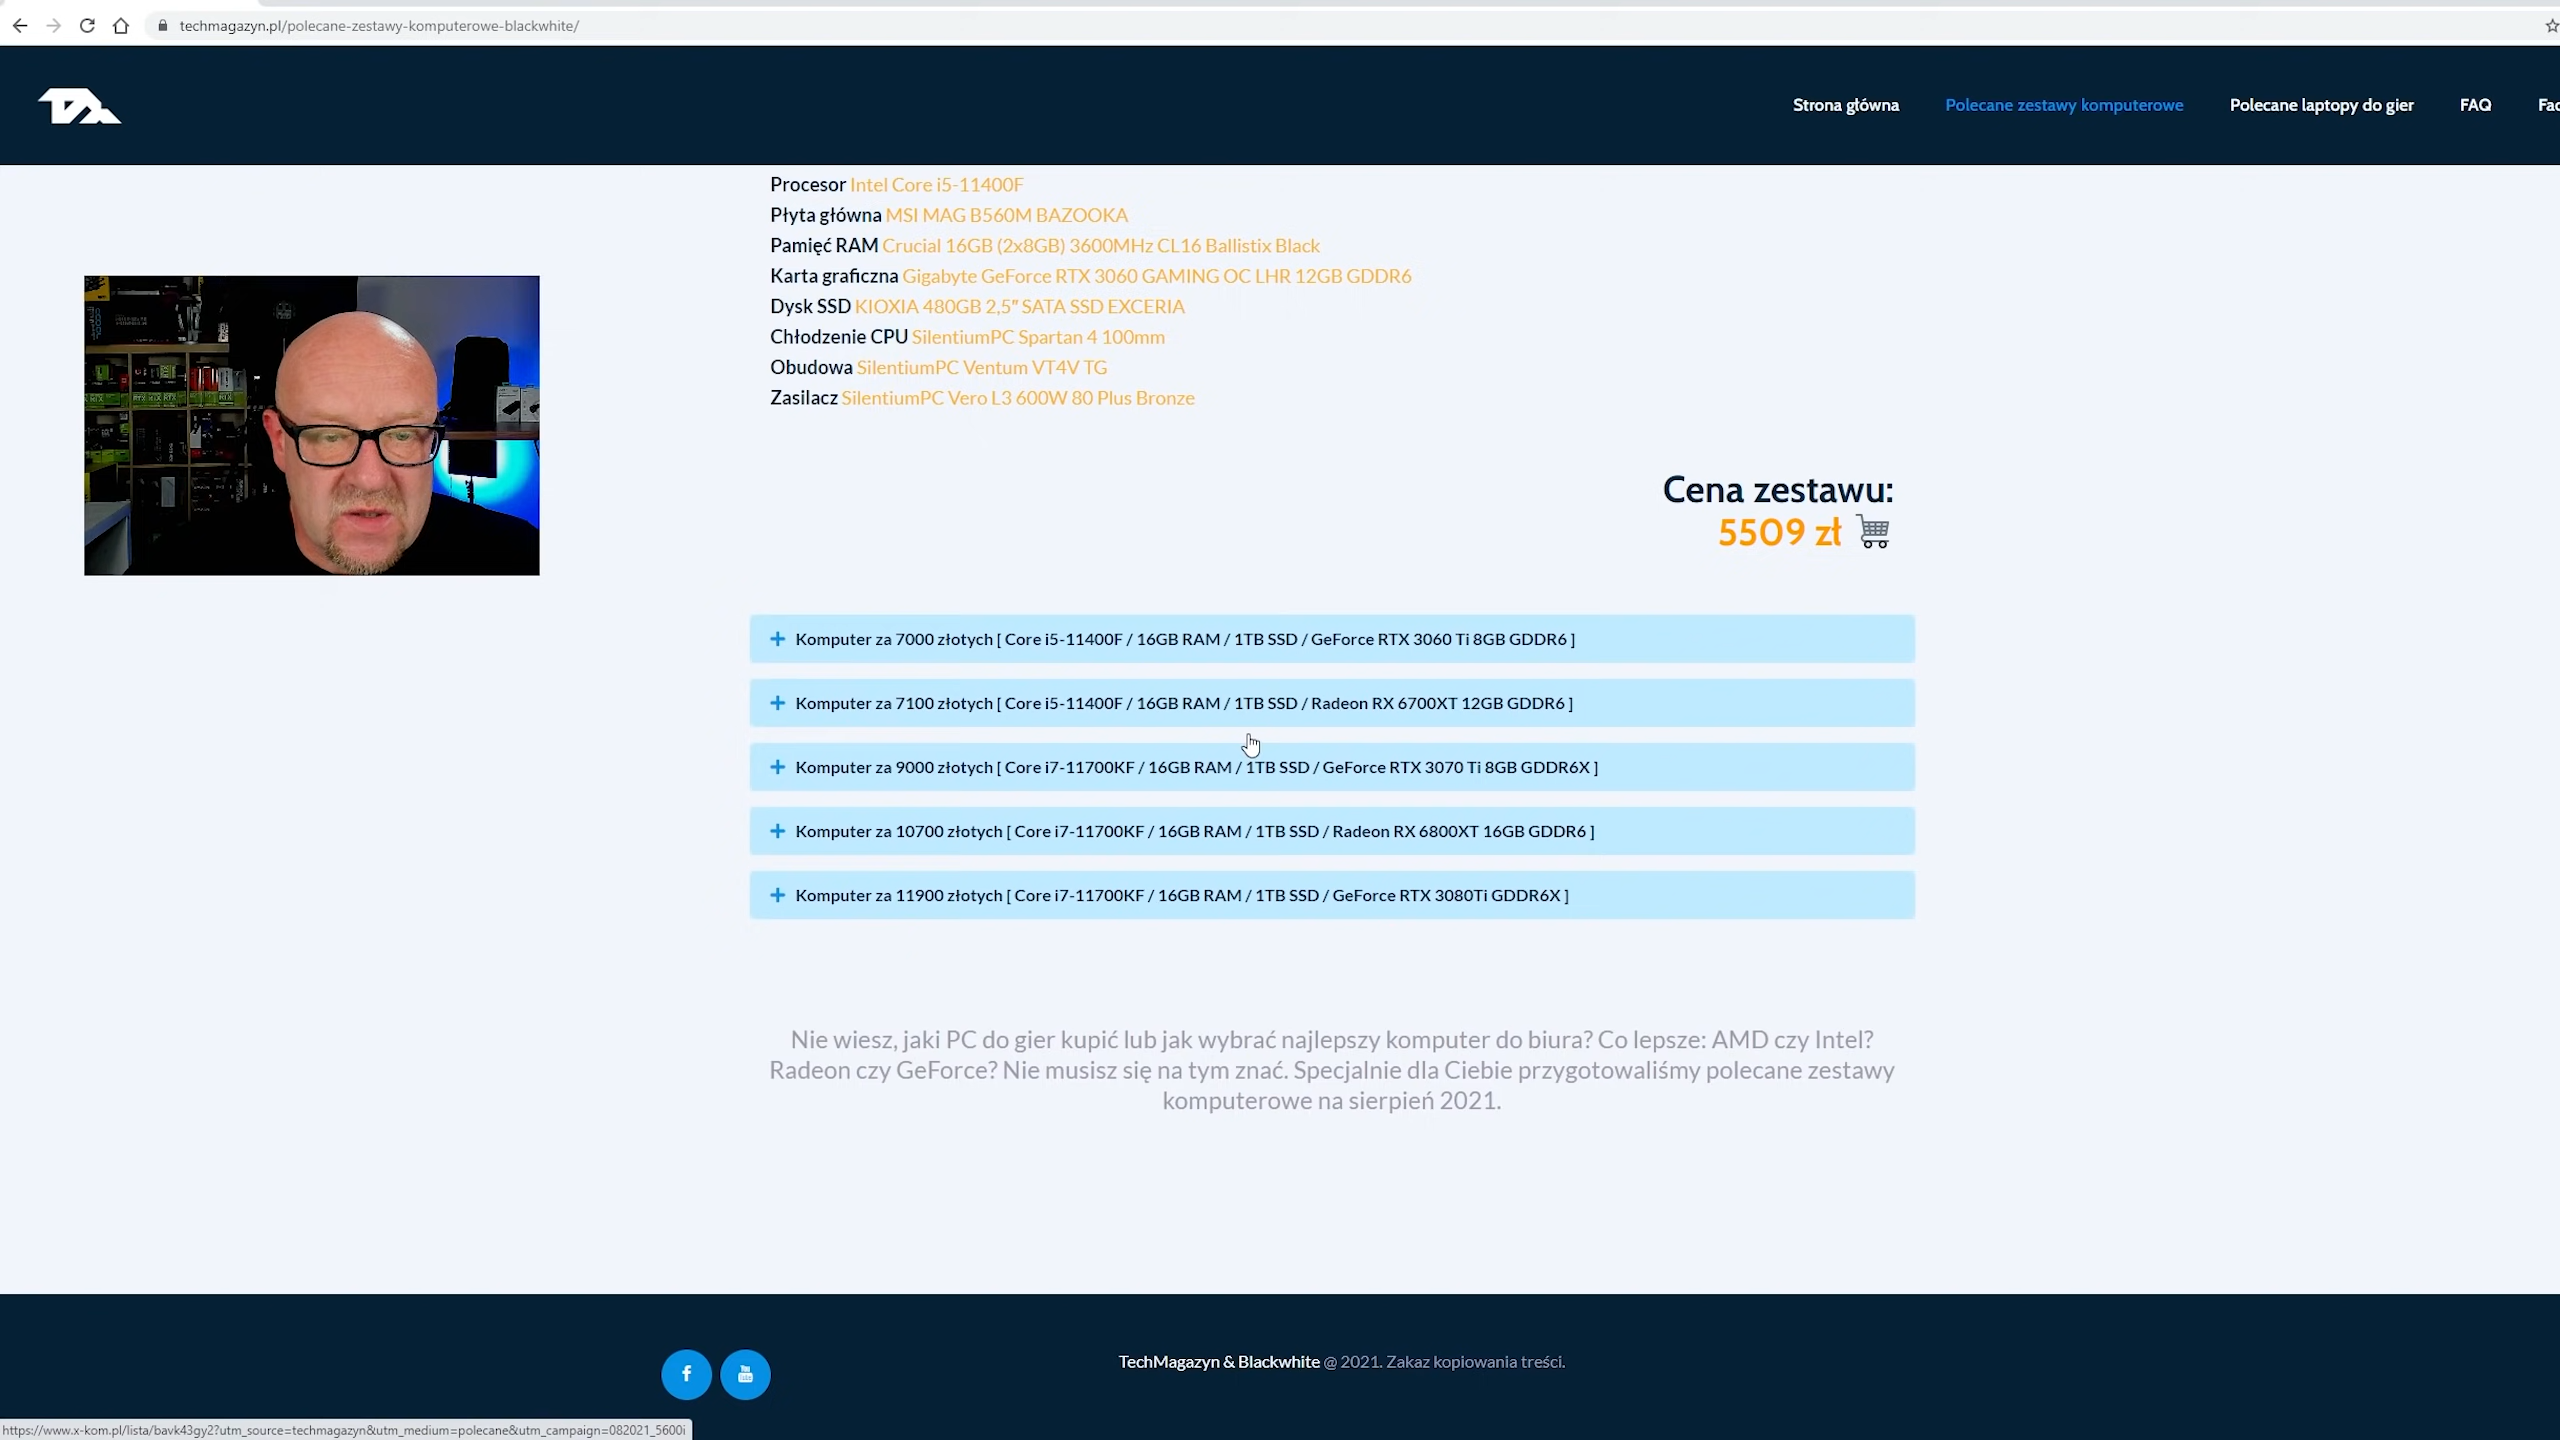 techmagazyn.pl/polecane-zestawy-komputerowe-blackwhite/
Strona główna Polecane zestawy komputerowe Polecane laptopy do gier FAQ
Procesor Intel Core i5-11400F
Płyta główna MSI MAG B560M BAZOOKA
Pamięć RAM Crucial 16GB (2x8GB) 3600MHz CL16 Ballistix Black
Karta graficzna Gigabyte GeForce RTX 3060 GAMING OC LHR 12GB GDDR6
Dysk SSD KIOXIA 480GB 2,5" SATA SSD EXCERIA
Chłodzenie CPU SilentiumPC Spartan 4 100mm
Obudowa SilentiumPC Ventum VT4V TG
Zasilacz SilentiumPC Vero L3 600W 80 Plus Bronze
Cena zestawu:
5509 zł
Komputer za 7000 złotych [ Core i5-11400F / 16GB RAM / 1TB SSD / GeForce RTX 3060 Ti 8GB GDDR6 ]
Komputer za 7100 złotych [ Core i5-11400F / 16GB RAM / 1TB SSD / Radeon RX 6700XT 12GB GDDR6 ]
Komputer za 9000 złotych [ Core i7-11700KF / 16GB RAM / 1TB SSD / GeForce RTX 3070 Ti 8GB GDDR6X ]
Komputer za 10700 złotych [ Core i7-11700KF / 16GB RAM / 1TB SSD / Radeon RX 6800XT 16GB GDDR6 ]
Komputer za 11900 złotych [ Core i7-11700KF / 16GB RAM / 1TB SSD / GeForce RTX 3080Ti GDDR6X ]
Nie wiesz, jaki PC do gier kupić lub jak wybrać najlepszy komputer do biura? Co lepsze: AMD czy Intel?
Radeon czy GeForce? Nie musisz się na tym znać. Specjalnie dla Ciebie przygotowaliśmy polecane zestawy
komputerowe na sierpień 2021.
TechMagazyn & Blackwhite @ 2021. Zakaz kopiowania treści.
https://www.x-kom.pl/lista/bavk43gy2?utm_source=techmagazyn&utm_medium=polecane&utm_campaign=082021_5600i